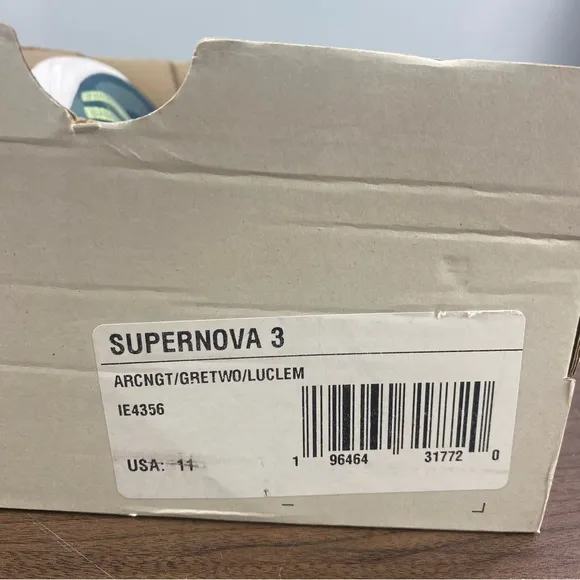 SUPERNOVA 3
ARCNGT/GRETWO/LUCLEM
IE4356
USA: 11
1 96464 31772 0